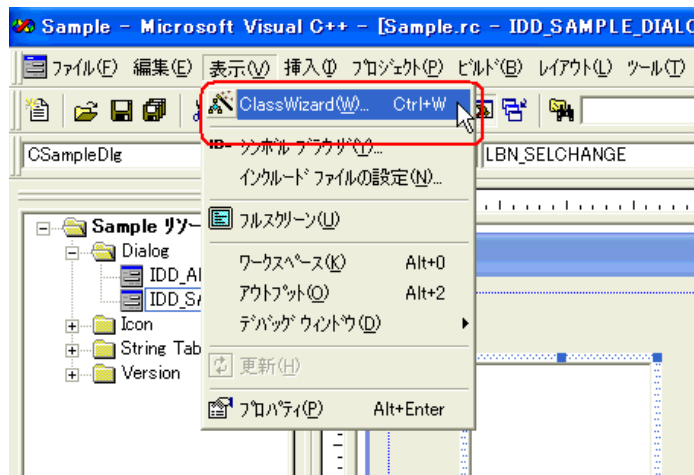 Sample - Microsoft Visual C++ - [Sample.rc - IDD_SAMPLE_DIALO
ﾌｧｲﾙ(F) 編集(E) 表示(V) 挿入(I) ﾌﾟﾛｼﾞｪｸﾄ(P) ﾋﾞﾙﾄﾞ(B) ﾚｲｱｳﾄ(L) ﾂｰﾙ(T)
ClassWizard(W)... Ctrl+W
CSampleDlg
ｼﾝﾎﾞﾙ ﾌﾞﾗｳｻﾞ(Y)...
LBN_SELCHANGE
ｲﾝｸﾙｰﾄﾞ ﾌｧｲﾙの設定(N)...
Sample ﾘｿｰ
ﾌﾙｽｸﾘｰﾝ(U)
Dialog
ﾜｰｸｽﾍﾟｰｽ(K) Alt+0
IDD_A
ｱｳﾄﾌﾟｯﾄ(O) Alt+2
IDD_SA
ﾃﾞﾊﾞｯｸﾞ ｳｨﾝﾄﾞｳ(D)
Icon
String Tab
更新(H)
Version
ﾌﾟﾛﾊﾟﾃｨ(P) Alt+Enter